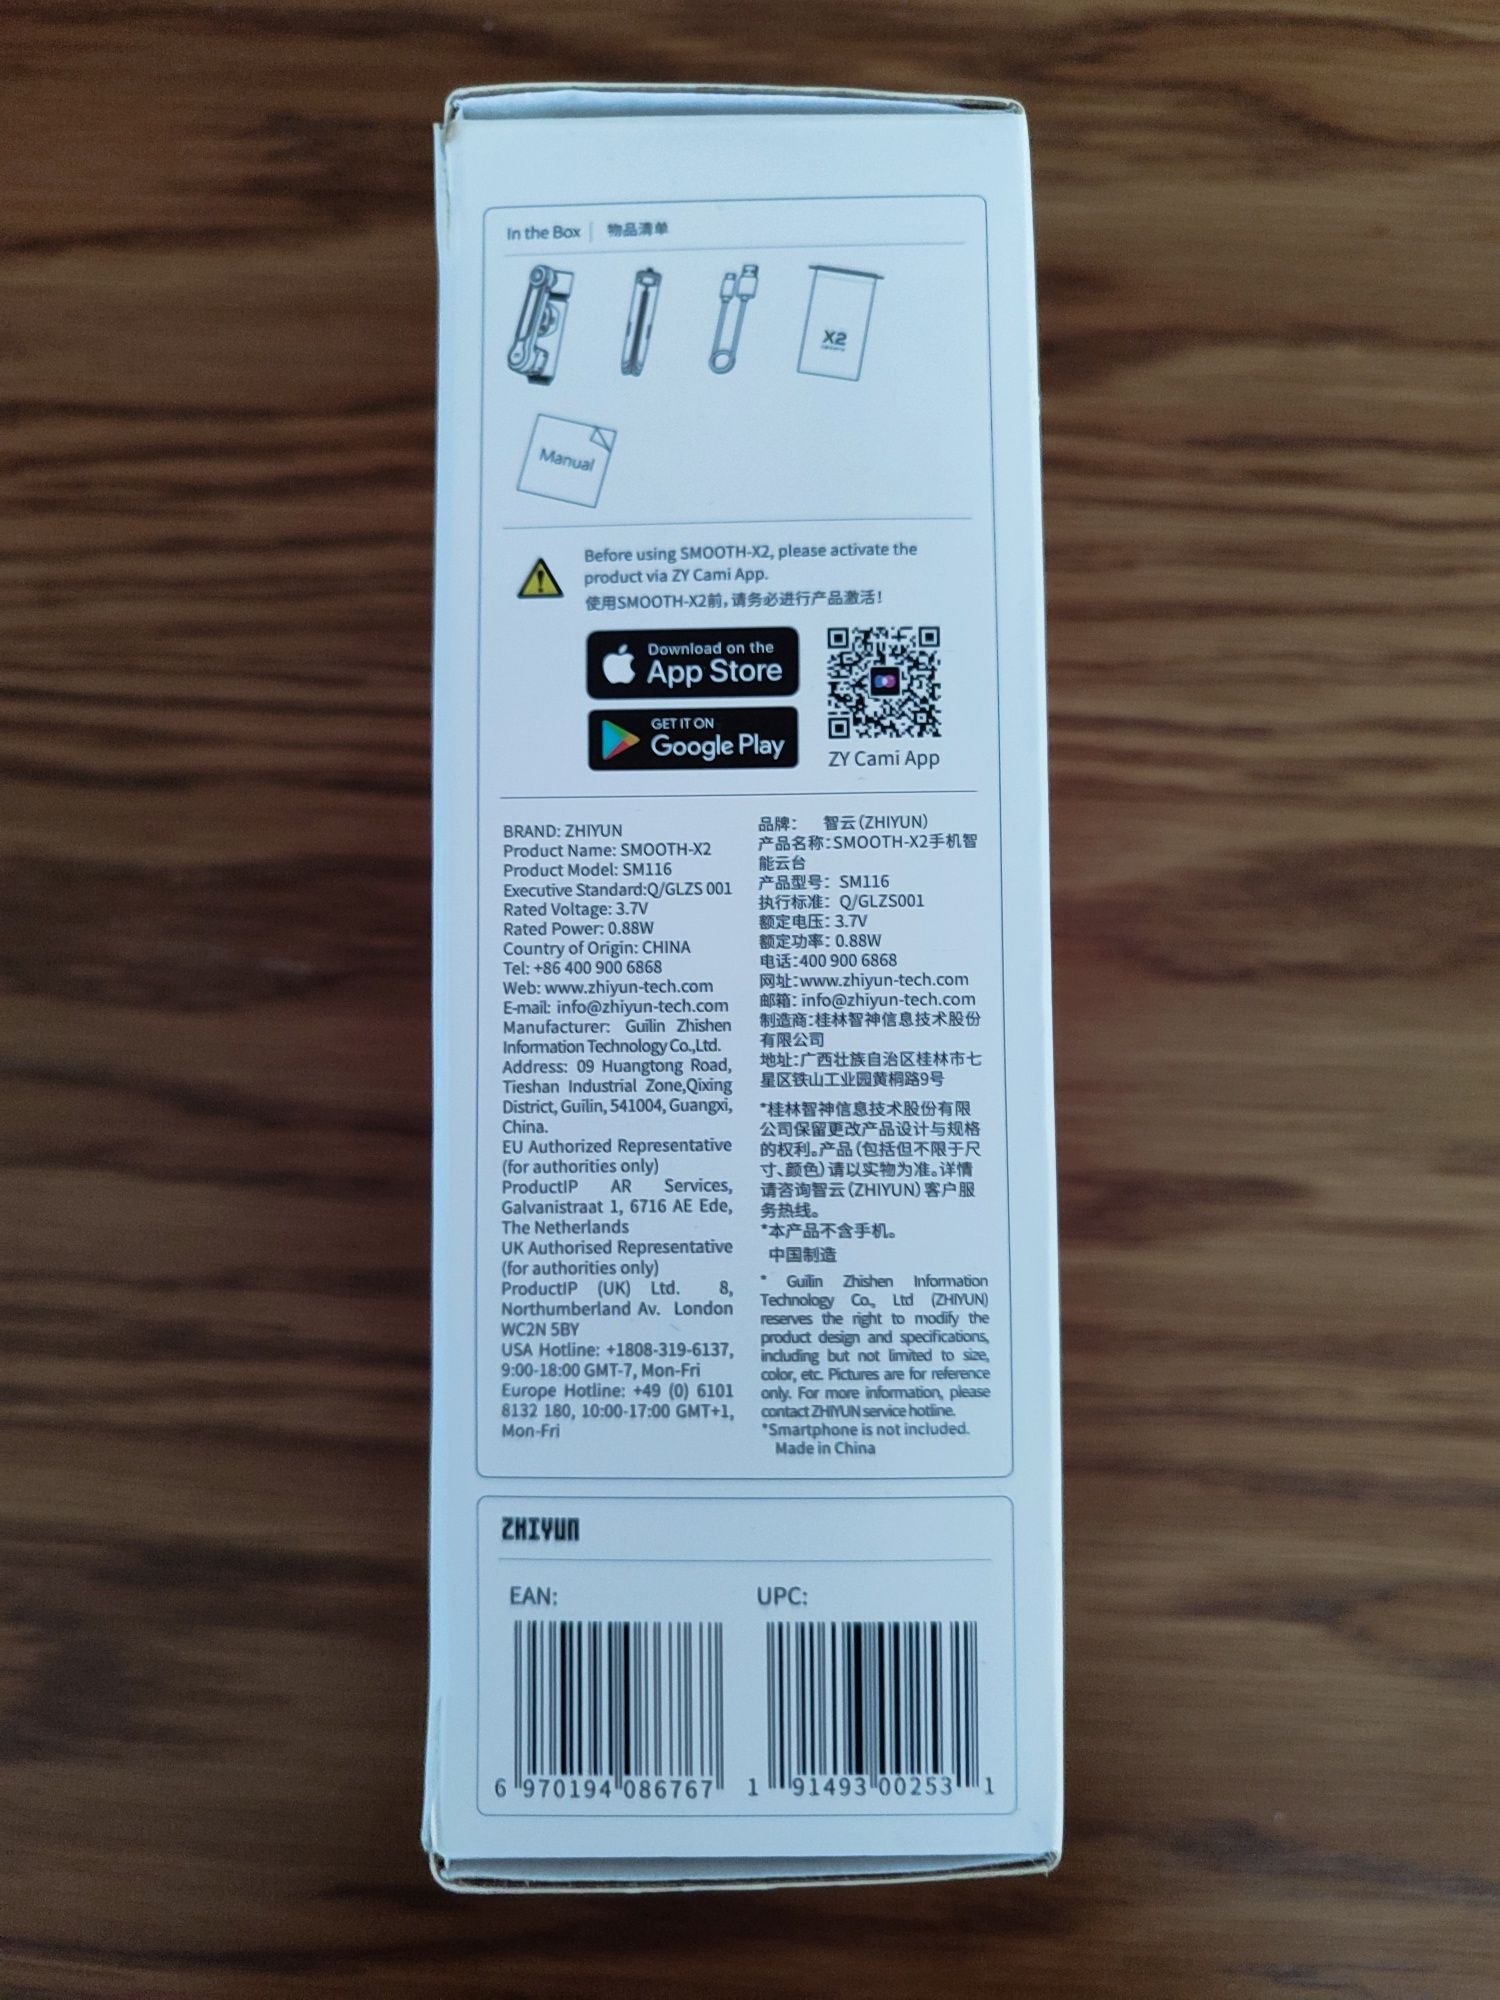 In the Box | 物品清单
X2
Manual
Before using SMOOTH-X2, please activate the
product via ZY Cami App.
使用SMOOTH-X2前，请务必进行产品激活！
Download on the
App Store
GET IT ON
Google Play
ZY Cami App
BRAND: ZHIYUN
Product Name: SMOOTH-X2
Product Model: SM116
Executive Standard:Q/GLZS 001
Rated Voltage: 3.7V
Rated Power: 0.88W
Country of Origin: CHINA
Tel: +86 400 900 6868
Web: www.zhiyun-tech.com
E-mail: info@zhiyun-tech.com
Manufacturer: Guilin Zhishen
Information Technology Co.,Ltd.
Address: 09 Huangtong Road,
Tieshan Industrial Zone,Qixing
District, Guilin, 541004, Guangxi,
China.
EU Authorized Representative
(for authorities only)
ProductIP AR Services,
Galvanistraat 1, 6716 AE Ede,
The Netherlands
UK Authorised Representative
(for authorities only)
ProductIP (UK) Ltd. 8,
Northumberland Av. London
WC2N 5BY
USA Hotline: +1808-319-6137,
9:00-18:00 GMT-7, Mon-Fri
Europe Hotline: +49 (0) 6101
8132 180, 10:00-17:00 GMT+1,
Mon-Fri
品牌： 智云（ZHIYUN）
产品名称：SMOOTH-X2手机智
能云台
产品型号：SM116
执行标准：Q/GLZS001
额定电压：3.7V
额定功率：0.88W
电话：400 900 6868
网址：www.zhiyun-tech.com
邮箱：info@zhiyun-tech.com
制造商：桂林智神信息技术股份
有限公司
地址：广西壮族自治区桂林市七
星区铁山工业园黄桐路9号
*桂林智神信息技术股份有限
公司保留更改产品设计与规格
的权利。产品（包括但不限于尺
寸、颜色）请以实物为准。详情
请咨询智云（ZHIYUN）客户服
务热线。
*本产品不含手机。
中国制造
* Guilin Zhishen Information
Technology Co., Ltd (ZHIYUN)
reserves the right to modify the
product design and specifications,
including but not limited to size,
color, etc. Pictures are for reference
only. For more information, please
contact ZHIYUN service hotline.
*Smartphone is not included.
Made in China
ZHIYUN
EAN: UPC:
6 970194 086767 1 91493 00253 1